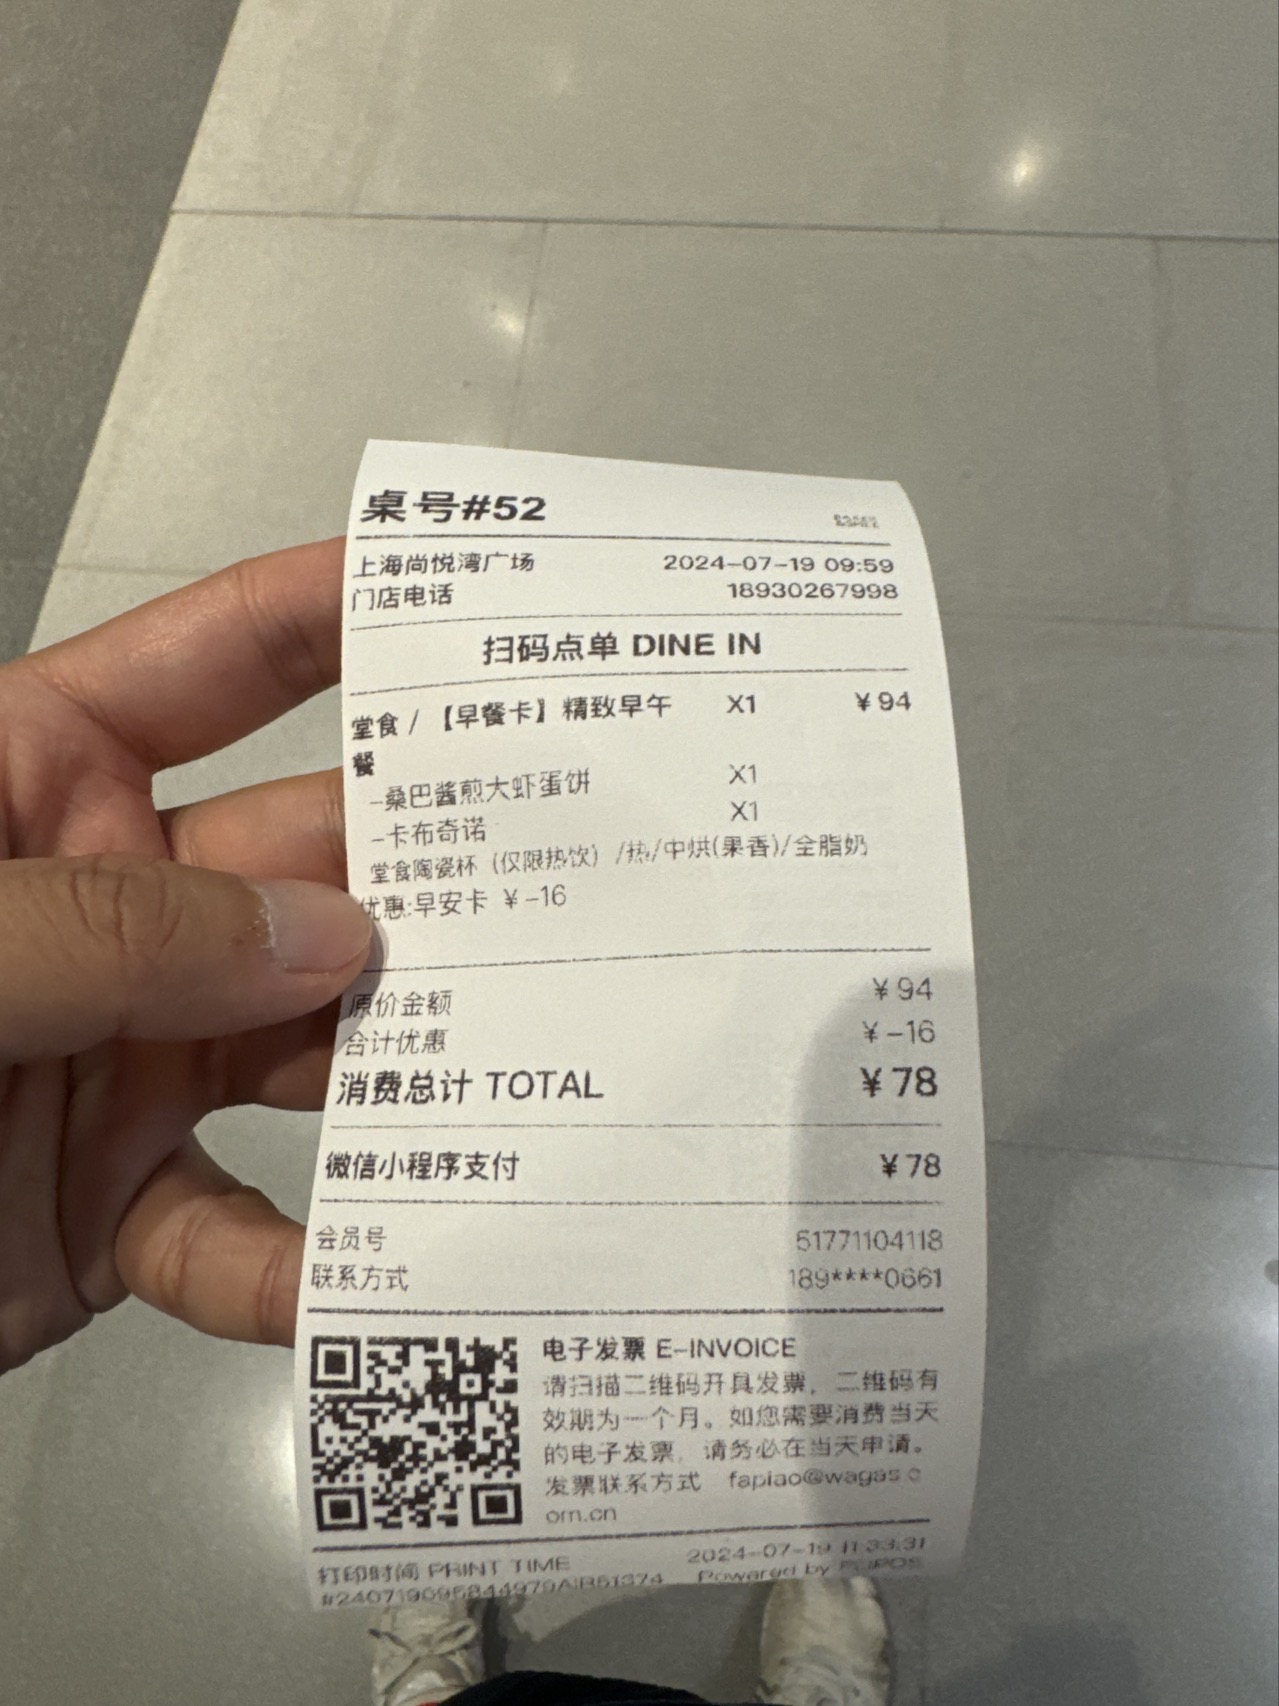 桌号#52
上海尚悦湾广场 2024-07-19 09:59
门店电话 18930267998
扫码点单 DINE IN
堂食 / 【早餐卡】精致早午 X1 ¥94
餐
-桑巴酱煎大虾蛋饼 X1
-卡布奇诺 X1
堂食陶瓷杯（仅限热饮）/热/中烘(果香)/全脂奶
优惠:早安卡 ¥-16
原价金额 ¥94
合计优惠 ¥-16
消费总计 TOTAL ¥78
微信小程序支付 ¥78
会员号 51771104118
联系方式 189****0661
电子发票 E-INVOICE
请扫描二维码开具发票，二维码有
效期为一个月。如您需要消费当天
的电子发票，请务必在当天申请。
发票联系方式 fapiao@wagas.c
om.cn
打印时间 PRINT TIME 2024-07-19 11:33:31
Powered by